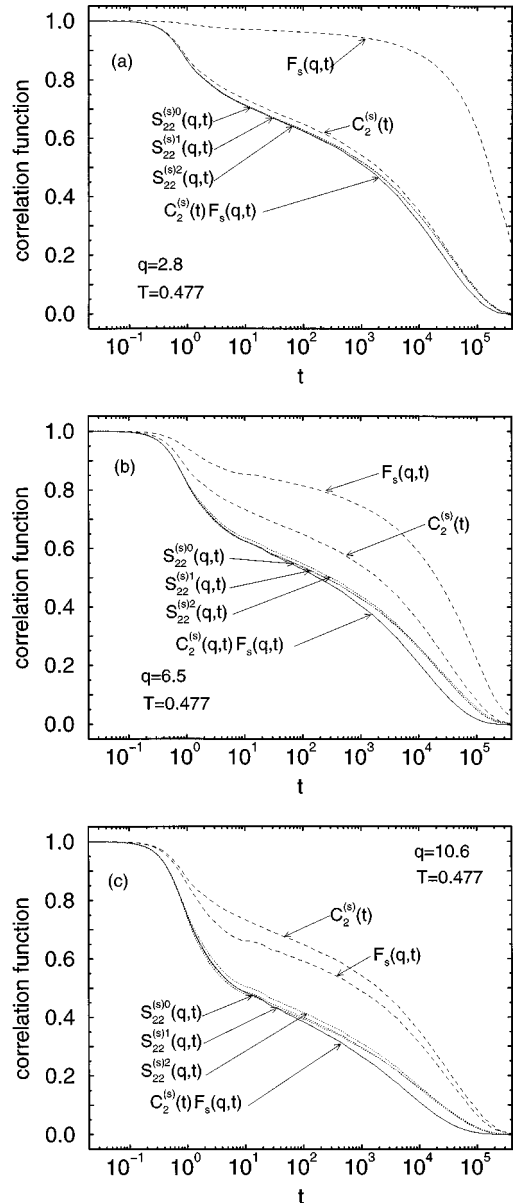 1.0
0.8
0.6
0.4
0.2
0.0
correlation function
(a)
F_s(q,t)
S_22^(s)0(q,t)
S_22^(s)1(q,t)
S_22^(s)2(q,t)
C_2^(s)(t)
C_2^(s)(t) F_s(q,t)
q=2.8
T=0.477
10^-1 10^0 10^1 10^2 10^3 10^4 10^5
t
1.0
0.8
0.6
0.4
0.2
0.0
correlation function
(b)
F_s(q,t)
C_2^(s)(t)
S_22^(s)0(q,t)
S_22^(s)1(q,t)
S_22^(s)2(q,t)
C_2^(s)(q,t) F_s(q,t)
q=6.5
T=0.477
10^-1 10^0 10^1 10^2 10^3 10^4 10^5
t
1.0
0.8
0.6
0.4
0.2
0.0
correlation function
(c)
q=10.6
T=0.477
C_2^(s)(t)
F_s(q,t)
S_22^(s)0(q,t)
S_22^(s)1(q,t)
S_22^(s)2(q,t)
C_2^(s)(t) F_s(q,t)
10^-1 10^0 10^1 10^2 10^3 10^4 10^5
t